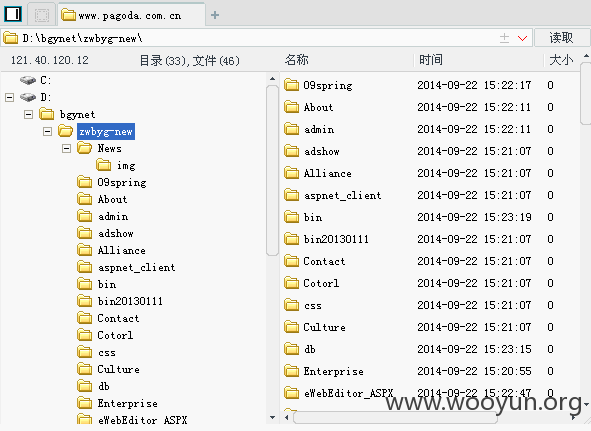 www.pagoda.com.cn
D:\bgynet\zwbyg-new\ 读取
121.40.120.12 目录(33),文件(46) 名称 时间 大小
C:
D:
bgynet
zwbyg-new
News
img
09spring
About
admin
adshow
Alliance
aspnet_client
bin
bin20130111
Contact
Cotorl
css
Culture
db
Enterprise
eWebEditor_ASPX
09spring 2014-09-22 15:22:17 0
About 2014-09-22 15:22:11 0
admin 2014-09-22 15:22:11 0
adshow 2014-09-22 15:21:07 0
Alliance 2014-09-22 15:21:07 0
aspnet_client 2014-09-22 15:21:07 0
bin 2014-09-22 15:23:19 0
bin20130111 2014-09-22 15:21:07 0
Contact 2014-09-22 15:21:07 0
Cotorl 2014-09-22 15:21:07 0
css 2014-09-22 15:21:07 0
Culture 2014-09-22 15:21:07 0
db 2014-09-22 15:23:15 0
Enterprise 2014-09-22 15:20:55 0
eWebEditor_ASPX 2014-09-22 15:22:47 0
www.wooyun.org